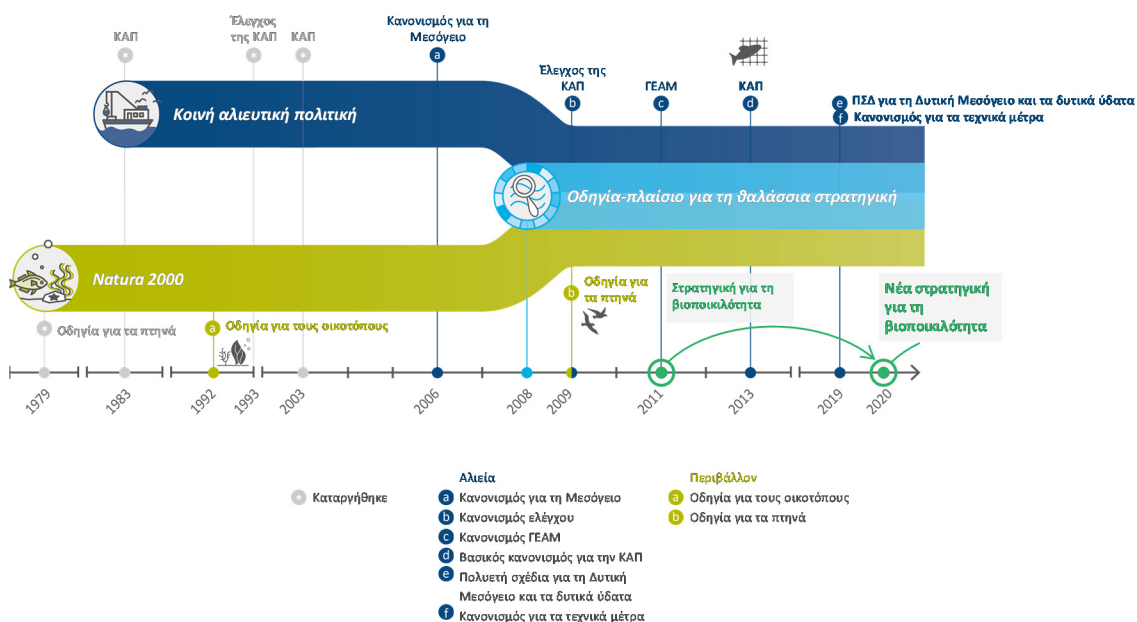 ΚΑΠ
Έλεγχος
της ΚΑΠ
ΚΑΠ
Κανονισμός για τη
Μεσόγειο
a
Έλεγχος της
ΚΑΠ
b
ΓΕΑΜ
c
ΚΑΠ
d
e ΠΣΔ για τη Δυτική Μεσόγειο και τα δυτικά ύδατα
f Κανονισμός για τα τεχνικά μέτρα
Κοινή αλιευτική πολιτική
Οδηγία-πλαίσιο για τη θαλάσσια στρατηγική
Natura 2000
Οδηγία για τα πτηνά
a Οδηγία για τους οικοτόπους
b Οδηγία για
τα πτηνά
Στρατηγική για τη
βιοποικιλότητα
Νέα στρατηγική
για τη
βιοποικιλότητα
1979
1983
1992
1993
2003
2006
2008
2009
2011
2013
2019
2020
Καταργήθηκε
Αλιεία
a Κανονισμός για τη Μεσόγειο
b Κανονισμός ελέγχου
c Κανονισμός ΓΕΑΜ
d Βασικός κανονισμός για την ΚΑΠ
e Πολυετή σχέδια για τη Δυτική
Μεσόγειο και τα δυτικά ύδατα
f Κανονισμός για τα τεχνικά μέτρα
Περιβάλλον
a Οδηγία για τους οικοτόπους
b Οδηγία για τα πτηνά